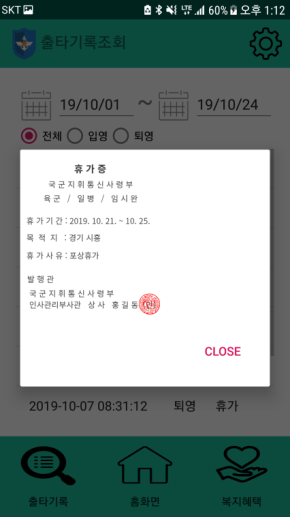 SKT 60% 오후 1:12
출타기록조회
19/10/01 ~ 19/10/24
전체 입영 퇴영
휴 가 증
국군지휘통신사령부
육군 / 일병 / 임시완
휴가기간 : 2019. 10. 21. ~ 10. 25.
목 적 지 : 경기시흥
휴가사유 : 포상휴가
발행관
국군지휘통신사령부
인사관리부사관 상사 홍길동
CLOSE
2019-10-07 08:31:12 퇴영 휴가
출타기록 홈화면 복지혜택